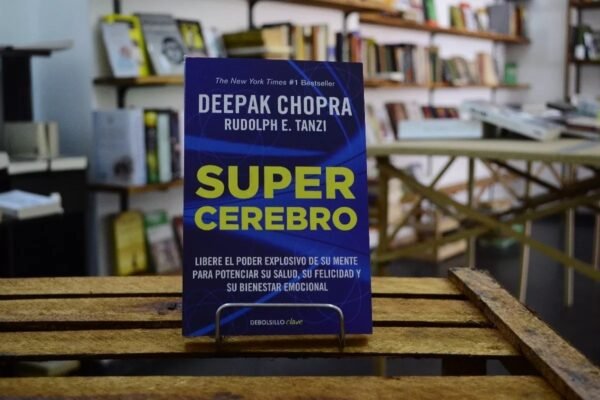 The New York Times #1 Bestseller
DEEPAK CHOPRA
RUDOLPH E. TANZI
SUPER
CEREBRO
LIBERE EL PODER EXPLOSIVO DE SU MENTE
PARA POTENCIAR SU SALUD, SU FELICIDAD Y
SU BIENESTAR EMOCIONAL
DEBOLSILLO clave